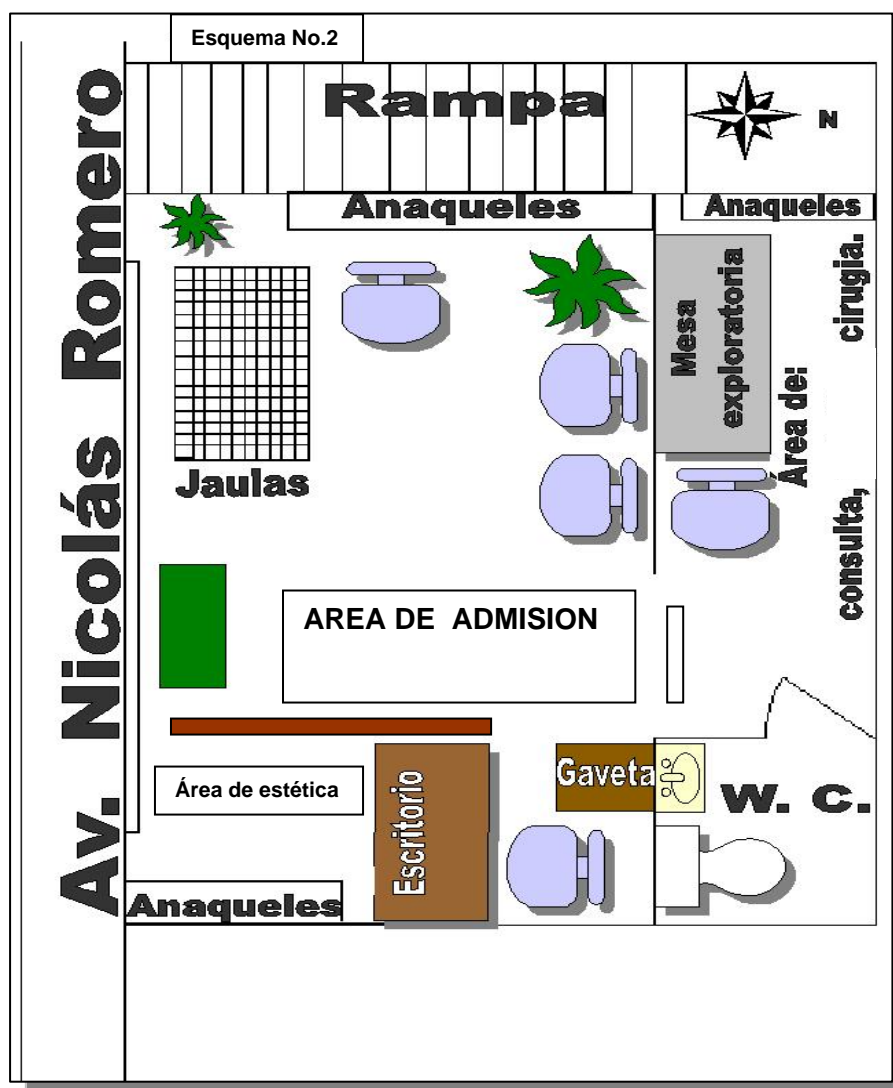 Esquema No.2
Rampa
N
Av. Nicolás Romero
Anaqueles
Anaqueles
Mesa
exploratoria
Área de:
consulta, cirugia.
Jaulas
AREA DE ADMISION
Área de estética
Escritorio
Gaveta
W. C.
Anaqueles